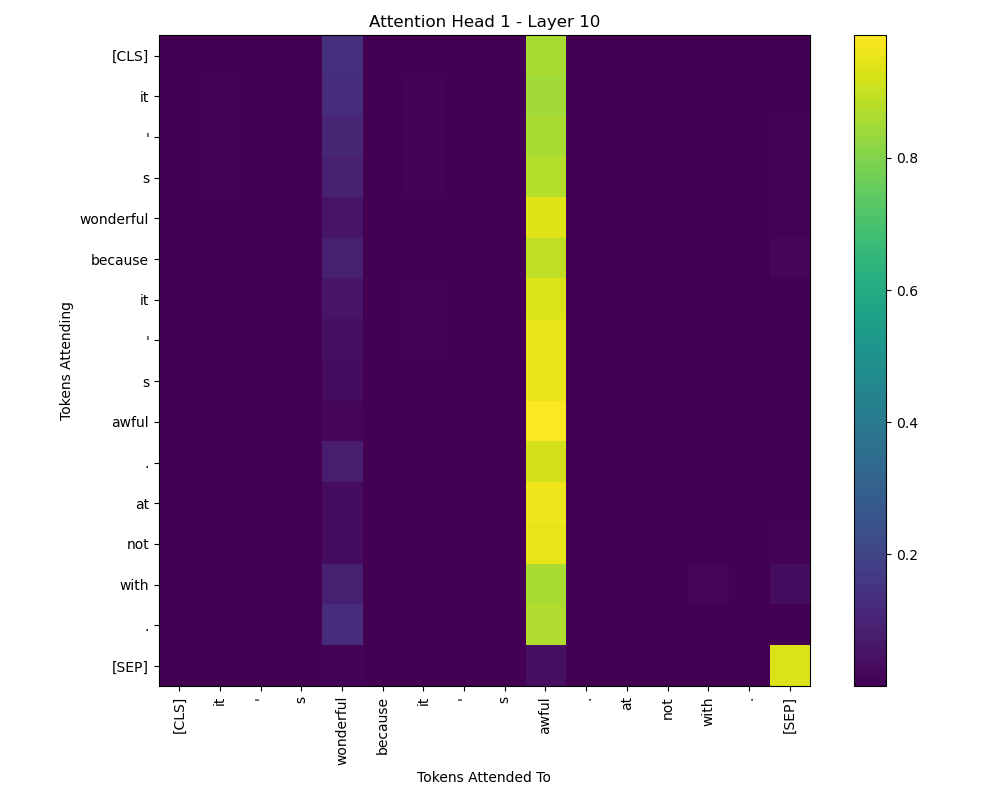 Attention Head 1 - Layer 10
Tokens Attending
[CLS]
it
'
s
wonderful
because
it
'
s
awful
.
at
not
with
.
[SEP]
[CLS]
it
'
s
wonderful
because
it
'
s
awful
.
at
not
with
.
[SEP]
Tokens Attended To
0.8
0.6
0.4
0.2